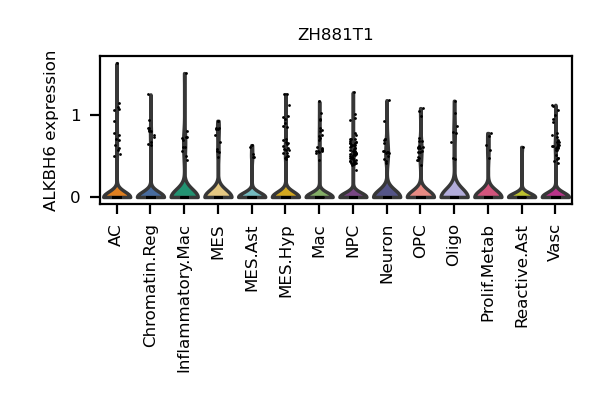 ZH881T1
ALKBH6 expression
1
0
AC
Chromatin.Reg
Inflammatory.Mac
MES
MES.Ast
MES.Hyp
Mac
NPC
Neuron
OPC
Oligo
Prolif.Metab
Reactive.Ast
Vasc